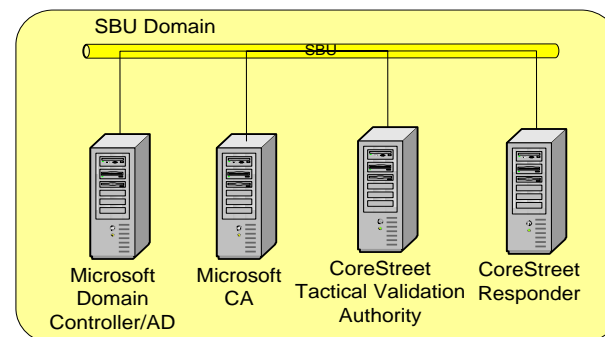 SBU Domain
SBU
Microsoft
Domain
Controller/AD
Microsoft
CA
CoreStreet
Tactical Validation
Authority
CoreStreet
Responder